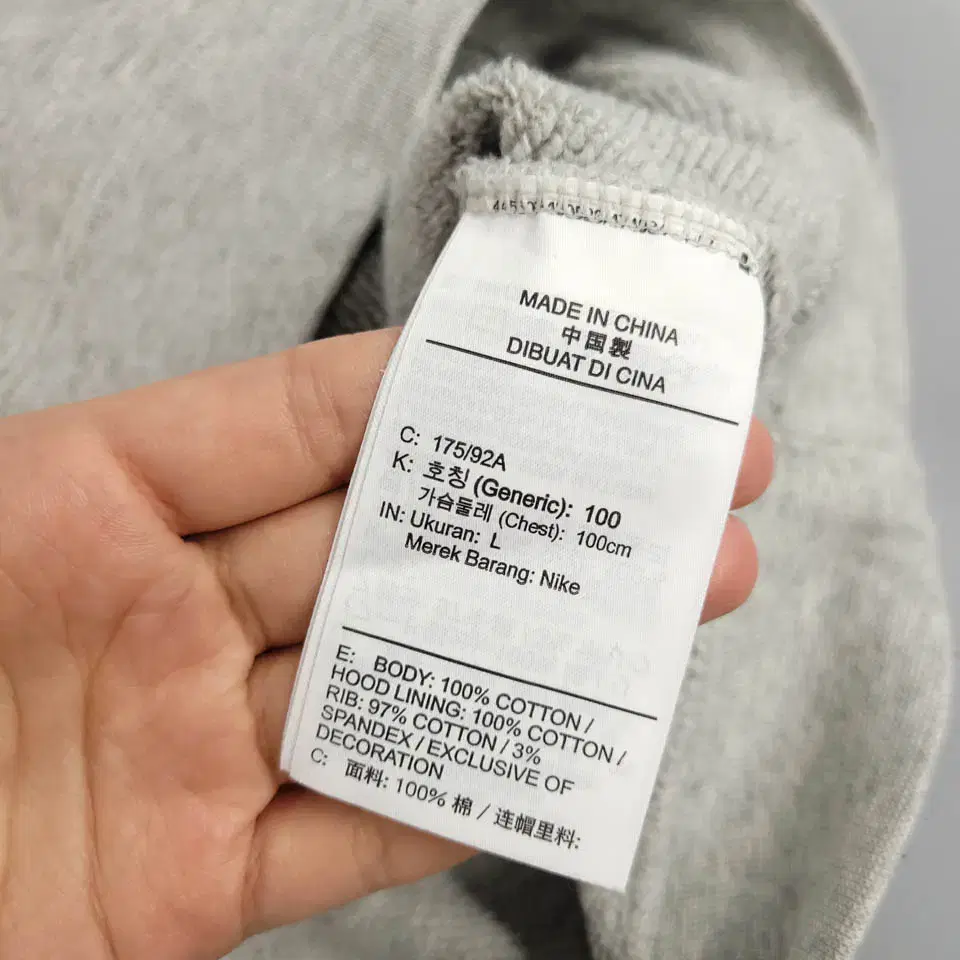 MADE IN CHINA
中国製
DIBUAT DI CINA
C: 175/92A
K: 호칭 (Generic): 100
가슴둘레 (Chest): 100cm
IN: Ukuran: L
Merek Barang: Nike
E: BODY: 100% COTTON /
HOOD LINING: 100% COTTON /
RIB: 97% COTTON / 3%
SPANDEX / EXCLUSIVE OF
DECORATION
C: 面料: 100% 棉 / 连帽里料: